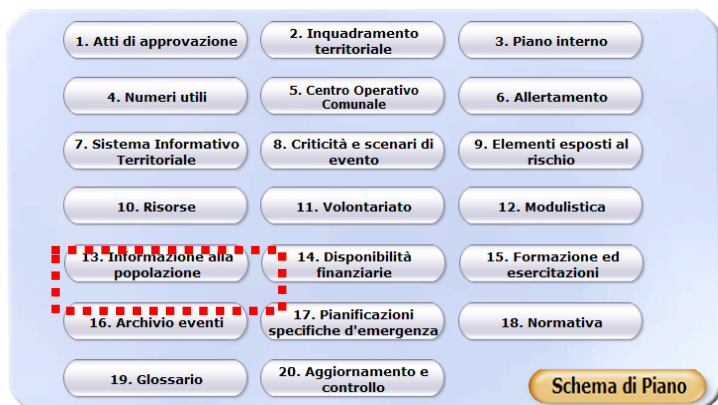 1. Atti di approvazione
2. Inquadramento
territoriale
3. Piano interno
4. Numeri utili
5. Centro Operativo
Comunale
6. Allertamento
7. Sistema Informativo
Territoriale
8. Criticità e scenari di
evento
9. Elementi esposti al
rischio
10. Risorse
11. Volontariato
12. Modulistica
13. Informazione alla
popolazione
14. Disponibilità
finanziarie
15. Formazione ed
esercitazioni
16. Archivio eventi
17. Pianificazioni
specifiche d'emergenza
18. Normativa
19. Glossario
20. Aggiornamento e
controllo
Schema di Piano